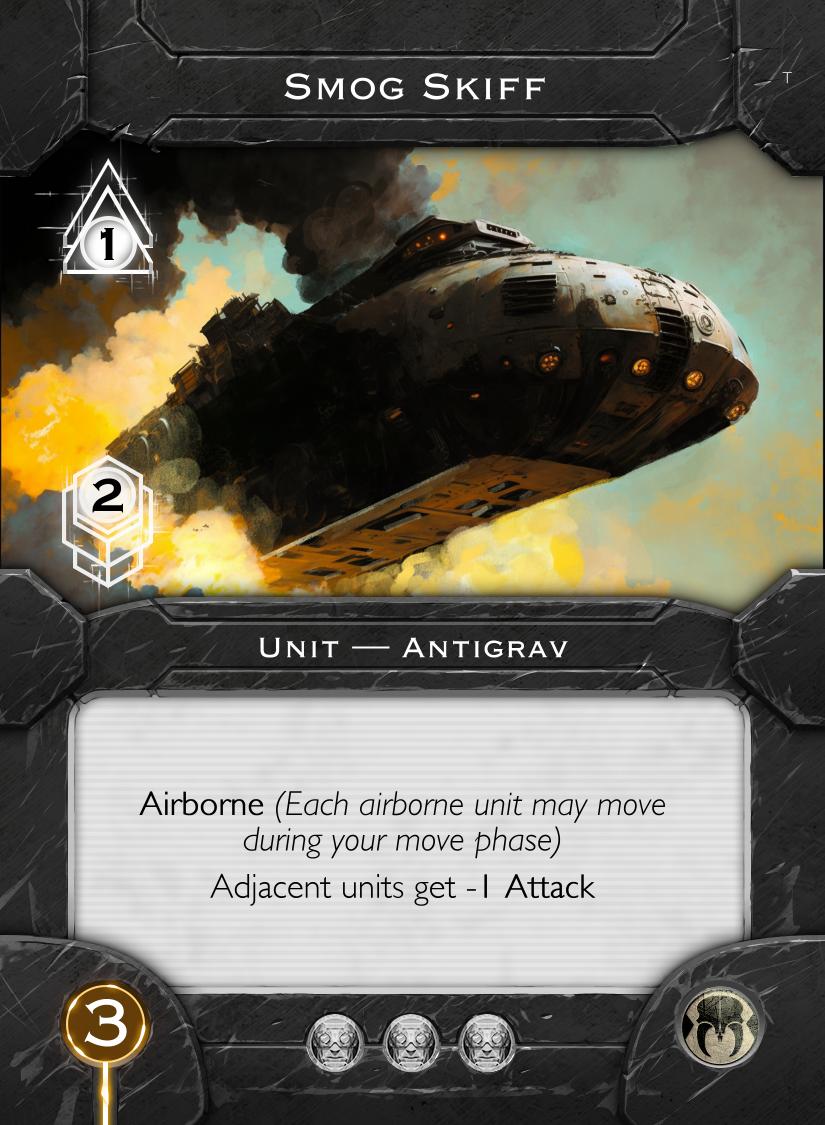 Smog Skiff
T
1
2
Unit — Antigrav
Airborne (Each airborne unit may move
during your move phase)
Adjacent units get -1 Attack
3